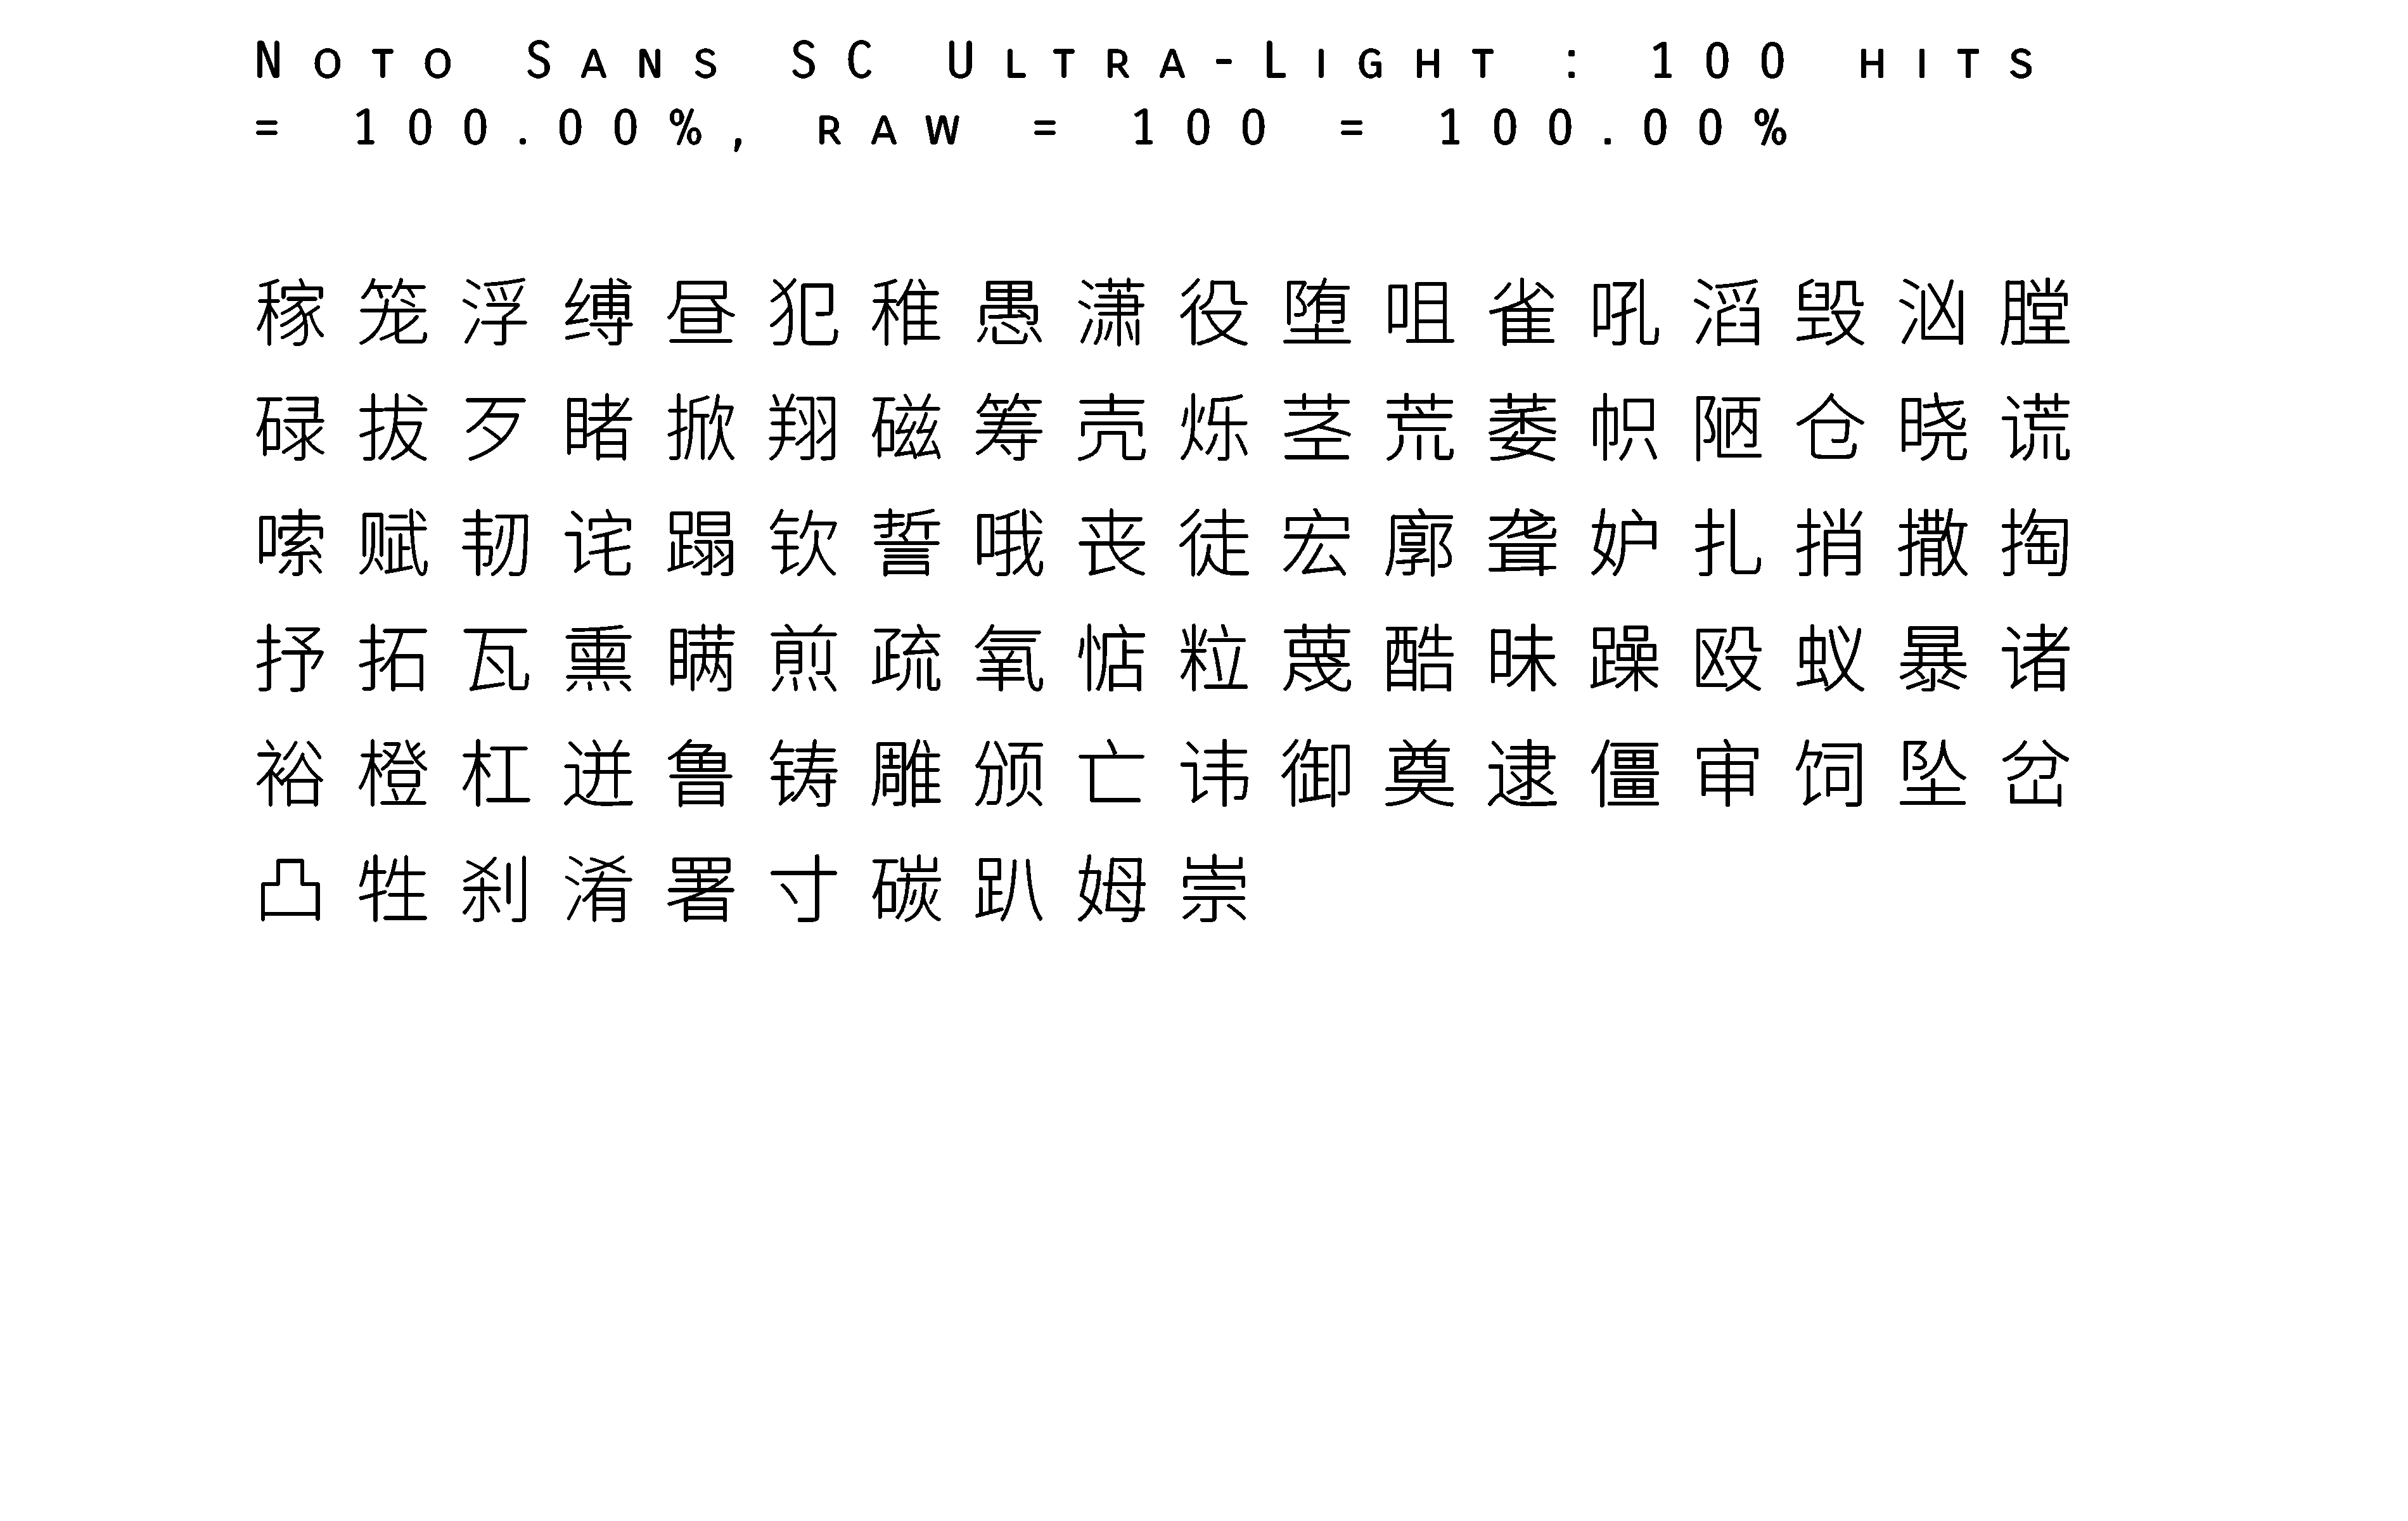 Noto Sans SC Ultra-Light : 100 hits
= 100.00%, raw = 100 = 100.00%
稼笼浮缚昼犯稚愚潇役堕咀雀吼滔毁汹膛
碌拔歹睹掀翔磁筹壳烁茎荒萎帜陋仓晓谎
嗦赋韧诧蹋钦誓哦丧徒宏廓聋妒扎捎撒掏
抒拓瓦熏瞒煎疏氧惦粒蔑酷昧躁殴蚁暴诸
裕橙杠迸鲁铸雕颁亡讳御奠逮僵审饲坠岔
凸牲刹淆署寸碳趴姆崇